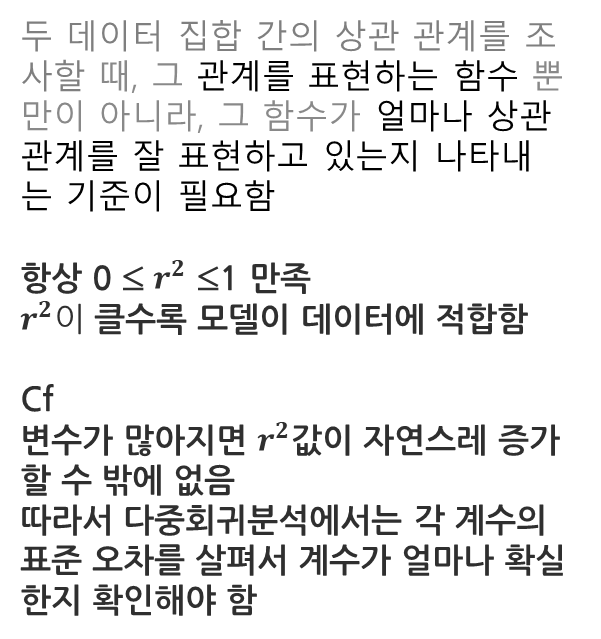 두 데이터 집합 간의 상관 관계를 조
사할 때, 그 관계를 표현하는 함수 뿐
만이 아니라, 그 함수가 얼마나 상관
관계를 잘 표현하고 있는지 나타내
는 기준이 필요함
항상 0 ≤ r² ≤1 만족
r²이 클수록 모델이 데이터에 적합함
Cf
변수가 많아지면 r²값이 자연스레 증가
할 수 밖에 없음
따라서 다중회귀분석에서는 각 계수의
표준 오차를 살펴서 계수가 얼마나 확실
한지 확인해야 함